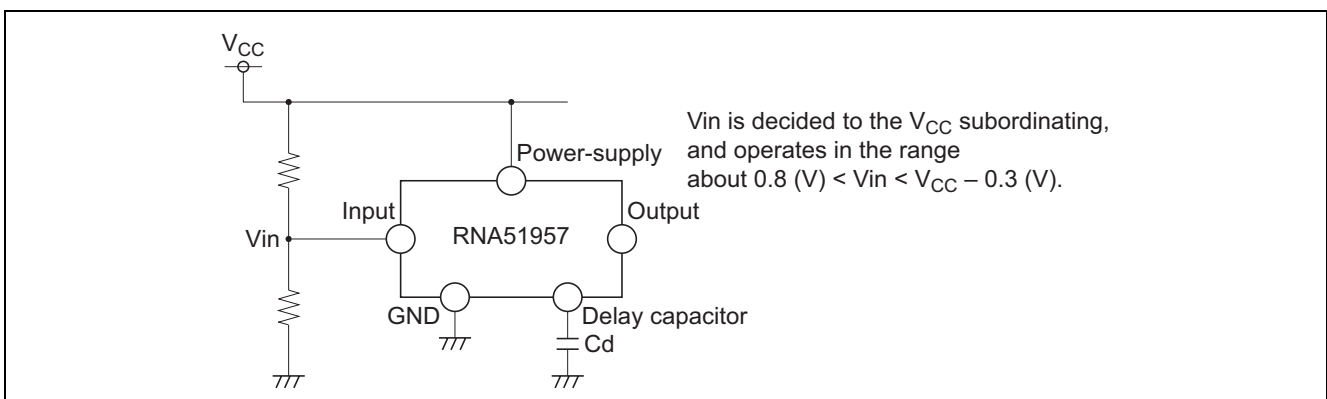 VCC
Vin is decided to the VCC subordinating,
and operates in the range
about 0.8 (V) < Vin < VCC – 0.3 (V).
Power-supply
Input
Output
Vin
RNA51957
GND
Delay capacitor
Cd